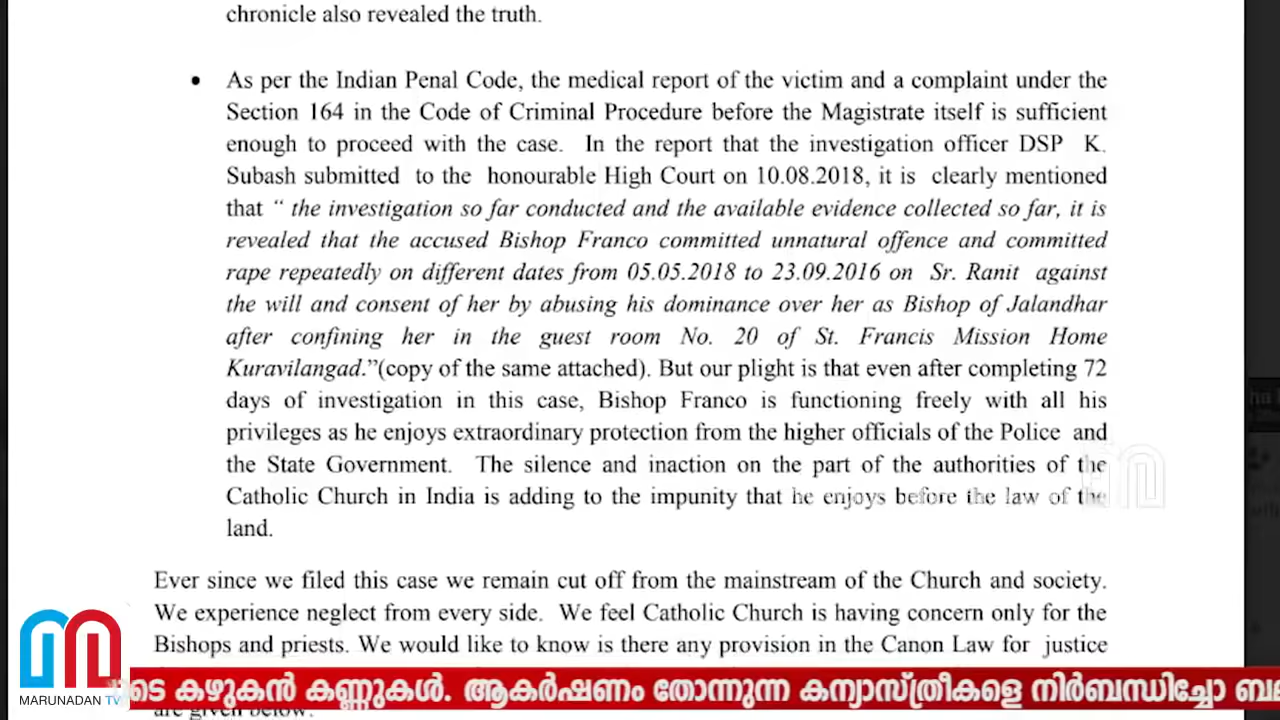 chronicle also revealed the truth.
• As per the Indian Penal Code, the medical report of the victim and a complaint under the
Section 164 in the Code of Criminal Procedure before the Magistrate itself is sufficient
enough to proceed with the case. In the report that the investigation officer DSP K.
Subash submitted to the honourable High Court on 10.08.2018, it is clearly mentioned
that “ the investigation so far conducted and the available evidence collected so far, it is
revealed that the accused Bishop Franco committed unnatural offence and committed
rape repeatedly on different dates from 05.05.2018 to 23.09.2016 on Sr. Ranit against
the will and consent of her by abusing his dominance over her as Bishop of Jalandhar
after confining her in the guest room No. 20 of St. Francis Mission Home
Kuravilangad.”(copy of the same attached). But our plight is that even after completing 72
days of investigation in this case, Bishop Franco is functioning freely with all his
privileges as he enjoys extraordinary protection from the higher officials of the Police and
the State Government. The silence and inaction on the part of the authorities of the
Catholic Church in India is adding to the impunity that he enjoys before the law of the
land.
Ever since we filed this case we remain cut off from the mainstream of the Church and society.
We experience neglect from every side. We feel Catholic Church is having concern only for the
Bishops and priests. We would like to know is there any provision in the Canon Law for justice
കഴുകൻ കണ്ണുകൾ. ആകർഷണം തോന്നുന്ന കന്യാസ്ത്രീകളെ നിർബന്ധിച്ചോ
are given below.
MARUNADAN TV